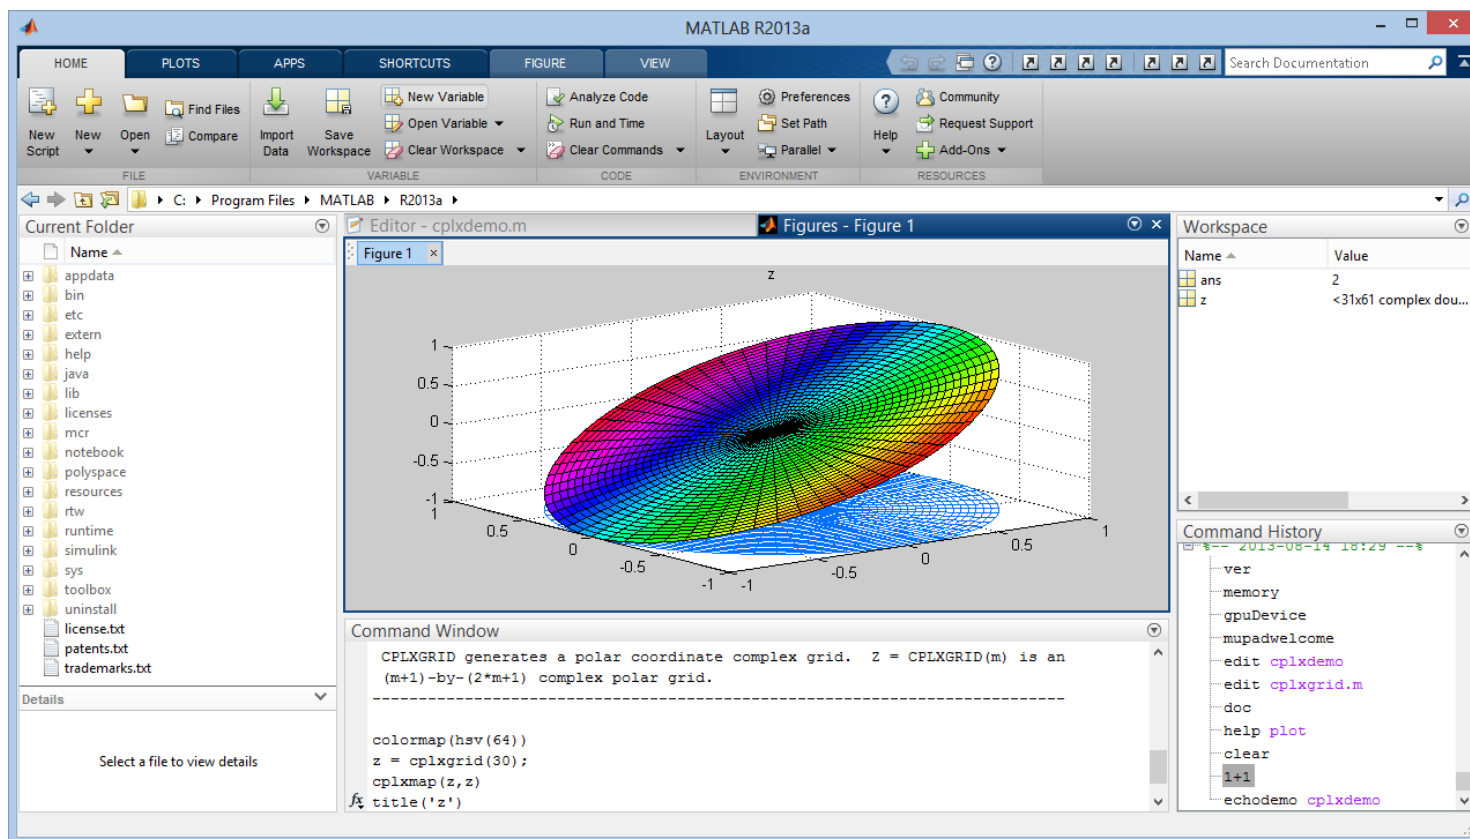 MATLAB R2013a
HOME PLOTS APPS SHORTCUTS FIGURE VIEW Search Documentation
New Script New Open Find Files Compare Import Data Save Workspace New Variable Open Variable Clear Workspace Analyze Code Run and Time Clear Commands Layout Preferences Set Path Parallel Help Community Request Support Add-Ons
FILE VARIABLE CODE ENVIRONMENT RESOURCES
C: Program Files MATLAB R2013a
Current Folder
Name
appdata
bin
etc
extern
help
java
lib
licenses
mcr
notebook
polyspace
resources
rtw
runtime
simulink
sys
toolbox
uninstall
license.txt
patents.txt
trademarks.txt
Details
Select a file to view details
Editor - cplxdemo.m Figures - Figure 1
Figure 1
z
1
0.5
0
-0.5
-1
1 0.5 0 -0.5 -1
-1 -0.5 0 0.5 1
Command Window
CPLXGRID generates a polar coordinate complex grid.  Z = CPLXGRID(m) is an
(m+1)-by-(2*m+1) complex polar grid.
---------------------------------------------------------------------------
colormap(hsv(64))
z = cplxgrid(30);
cplxmap(z,z)
fx title('z')
Workspace
Name Value
ans 2
z <31x61 complex dou...
Command History
%-- 2013-08-14 18:29 --%
ver
memory
gpuDevice
mupadwelcome
edit cplxdemo
edit cplxgrid.m
doc
help plot
clear
1+1
echodemo cplxdemo